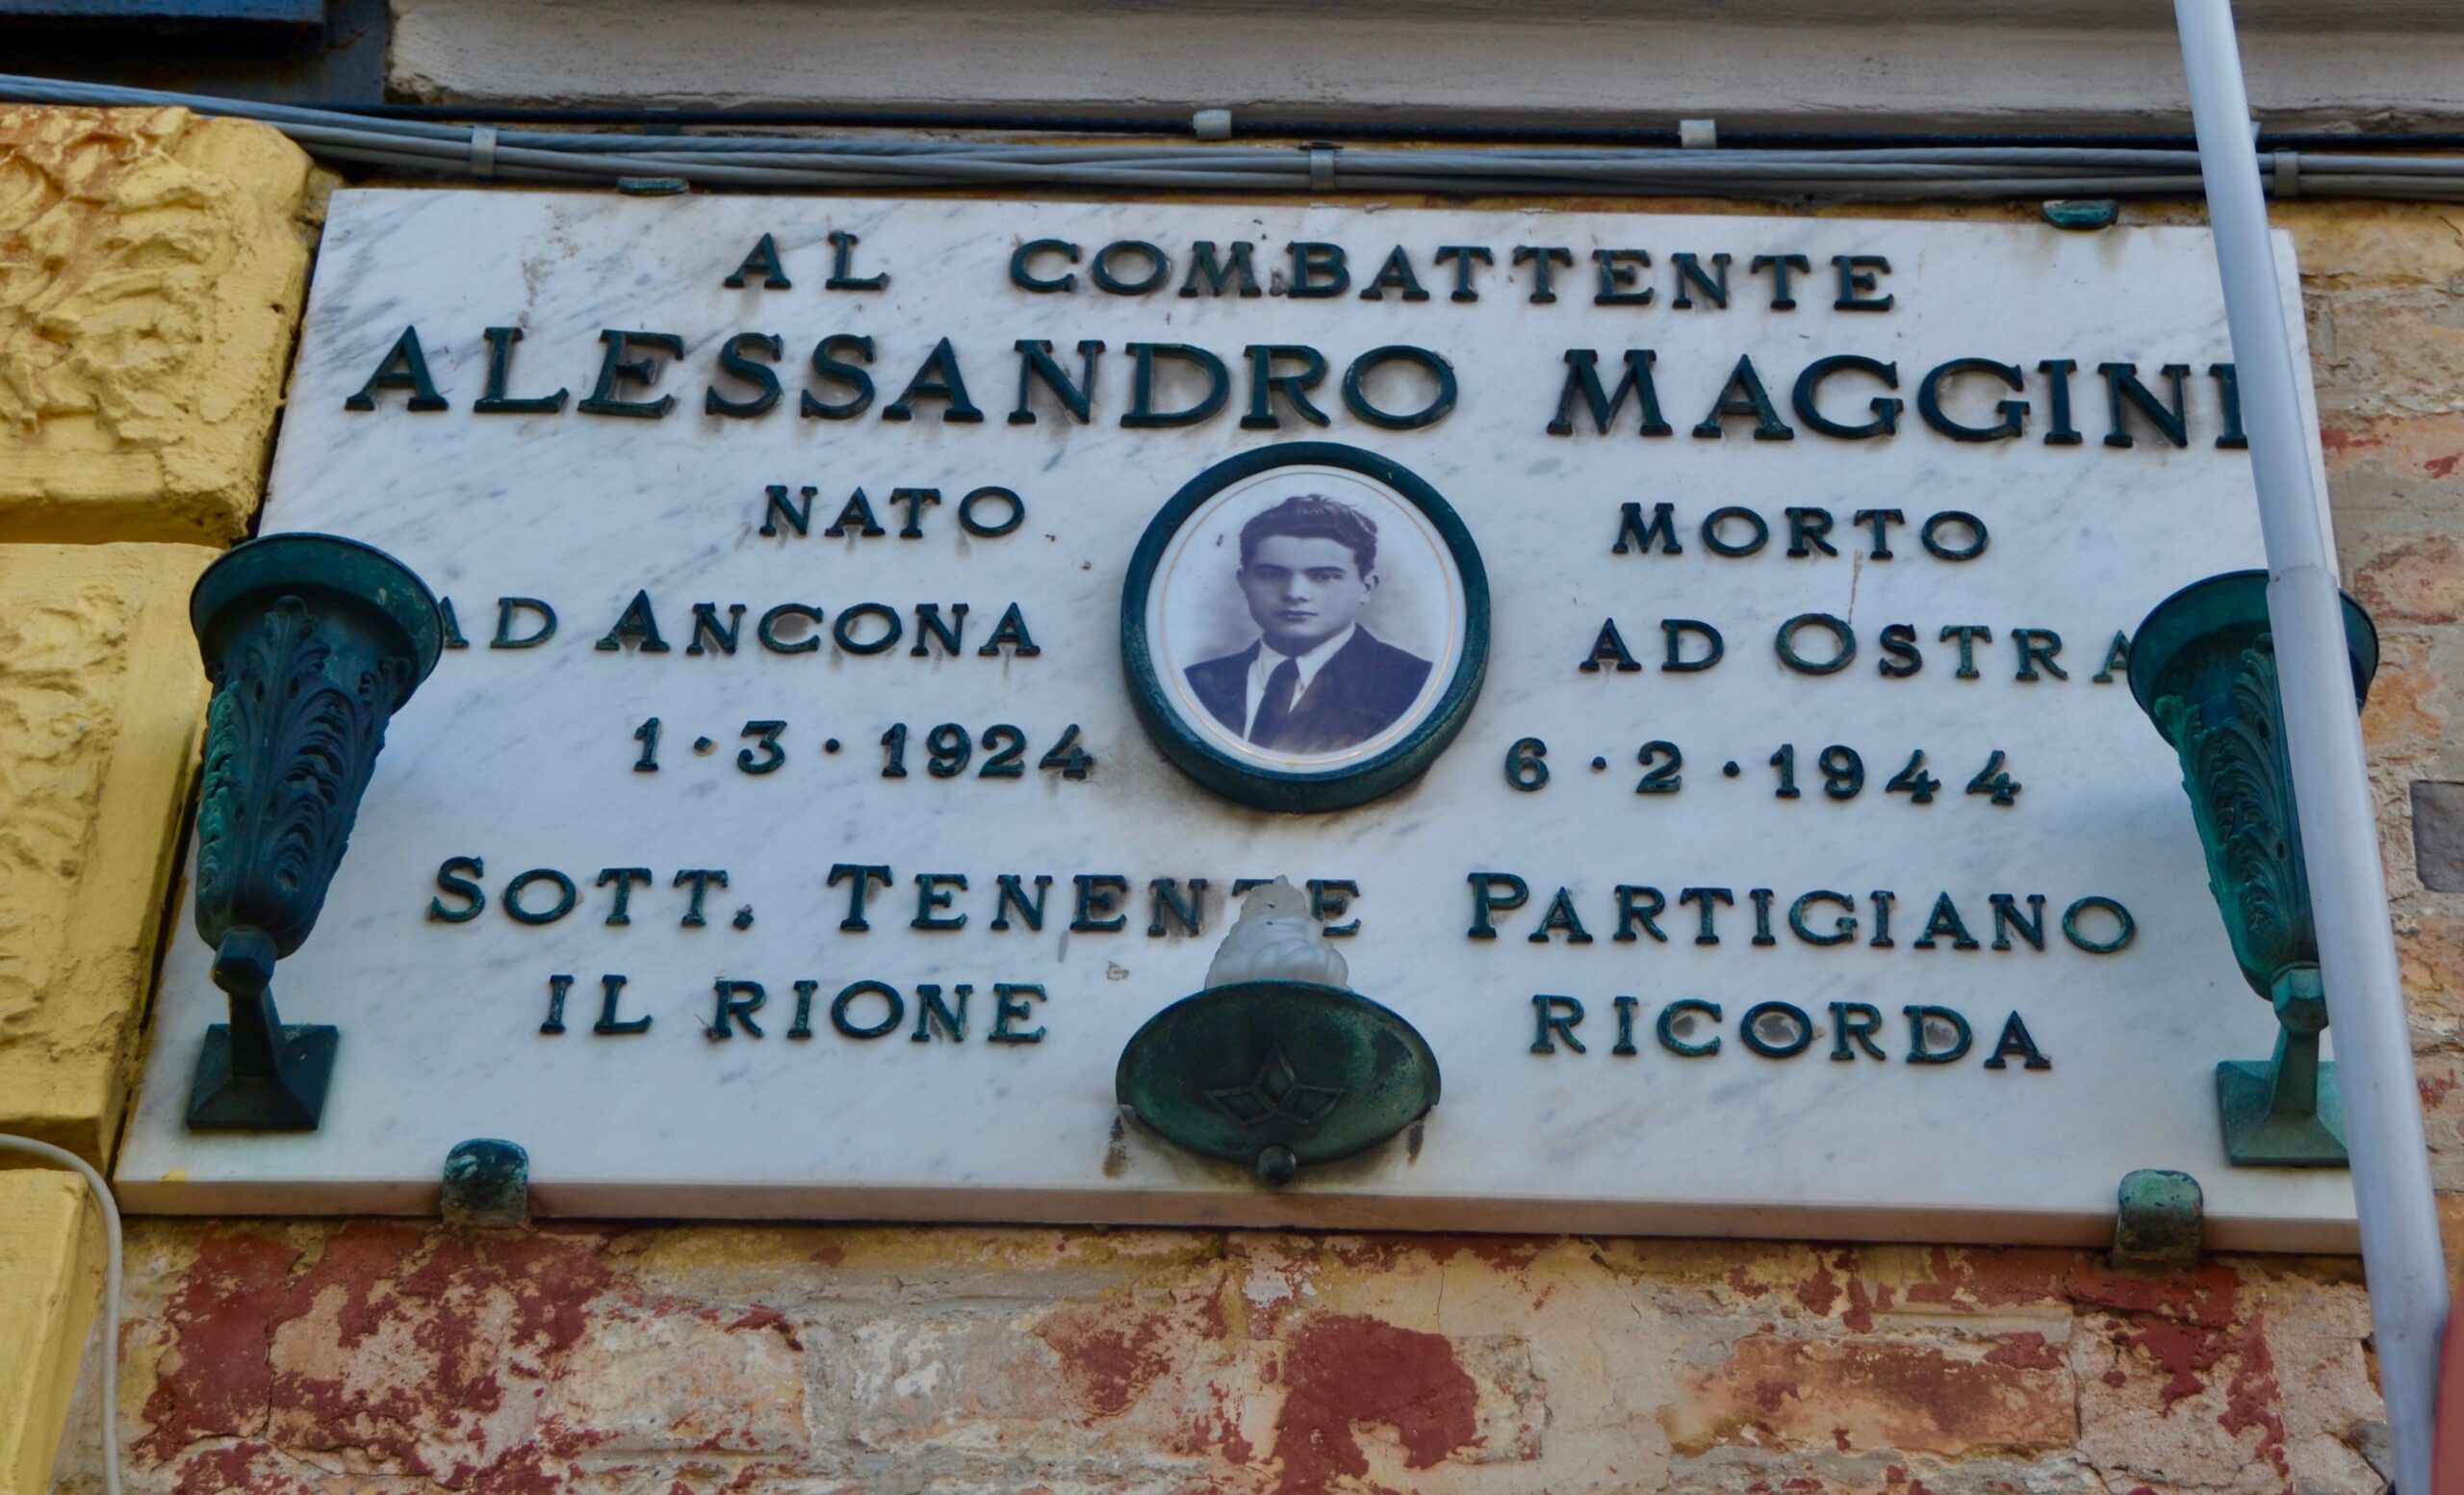 AL COMBATTENTE
ALESSANDRO MAGGINI
NATO
AD ANCONA
1·3·1924
MORTO
AD OSTRA
6·2·1944
SOTT. TENENTE PARTIGIANO
IL RIONE RICORDA